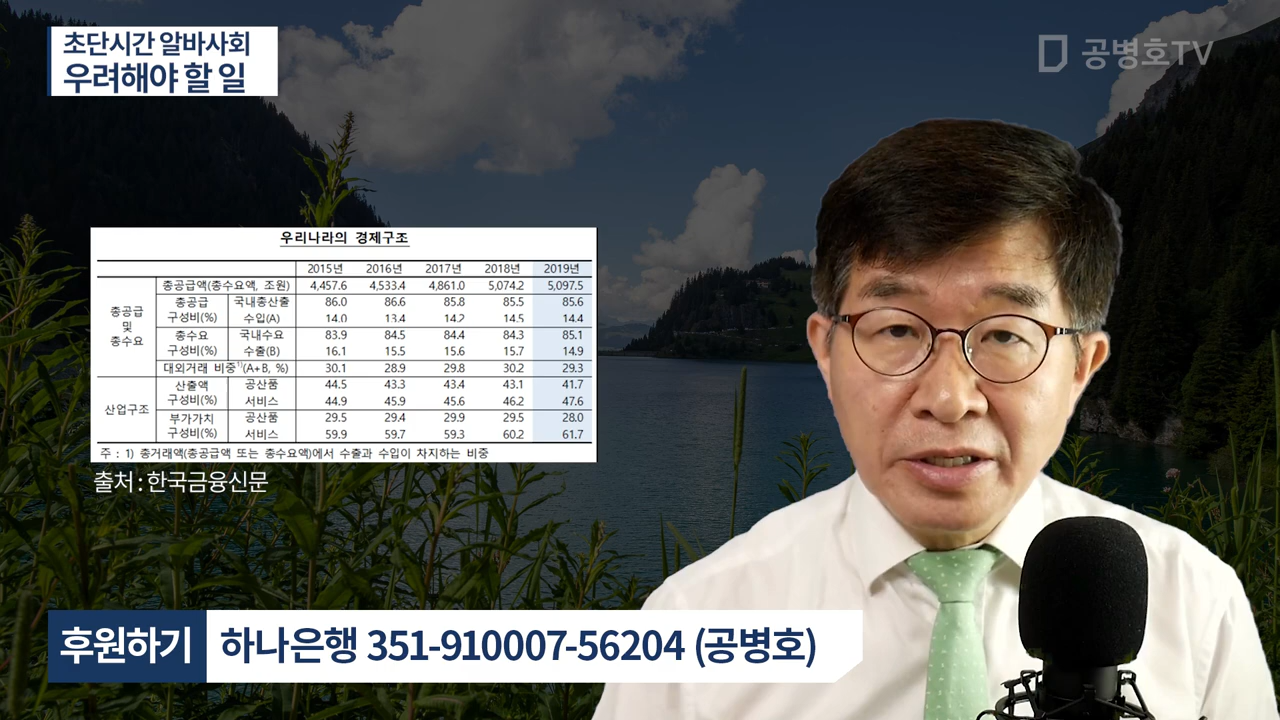 초단시간 알바사회
우려해야 할 일
공병호TV
우리나라의 경제구조
2015년 2016년 2017년 2018년 2019년
총공급 및 총수요 총공급액(총수요액, 조원) 4,457.6 4,533.4 4,861.0 5,074.2 5,097.5
총공급 구성비(%) 국내총산출 86.0 86.6 85.8 85.5 85.6
수입(A) 14.0 13.4 14.2 14.5 14.4
총수요 구성비(%) 국내수요 83.9 84.5 84.4 84.3 85.1
수출(B) 16.1 15.5 15.6 15.7 14.9
대외거래 비중1)(A+B, %) 30.1 28.9 29.8 30.2 29.3
산업구조 산출액 구성비(%) 공산품 44.5 43.3 43.4 43.1 41.7
서비스 44.9 45.9 45.6 46.2 47.6
부가가치 구성비(%) 공산품 29.5 29.4 29.9 29.5 28.0
서비스 59.9 59.7 59.3 60.2 61.7
주 : 1) 총거래액(총공급액 또는 총수요액)에서 수출과 수입이 차지하는 비중
출처 : 한국금융신문
후원하기 하나은행 351-910007-56204 (공병호)